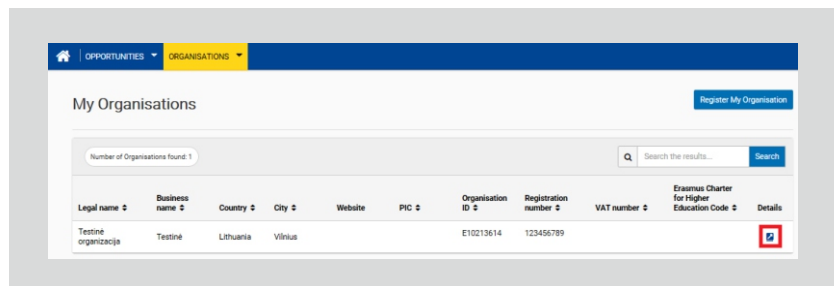 OPPORTUNITIES ORGANISATIONS
My Organisations
Register My Organisation
Number of Organisations found: 1
Search the results...
Search
Legal name
Business name
Country
City
Website
PIC
Organisation ID
Registration number
VAT number
Erasmus Charter for Higher Education Code
Details
Testinė organizacija
Testinė
Lithuania
Vilnius
E10213614
123456789